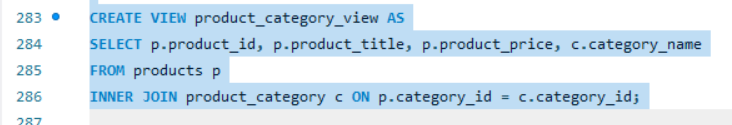 283 CREATE VIEW product_category_view AS
284 SELECT p.product_id, p.product_title, p.product_price, c.category_name
285 FROM products p
286 INNER JOIN product_category c ON p.category_id = c.category_id;
287